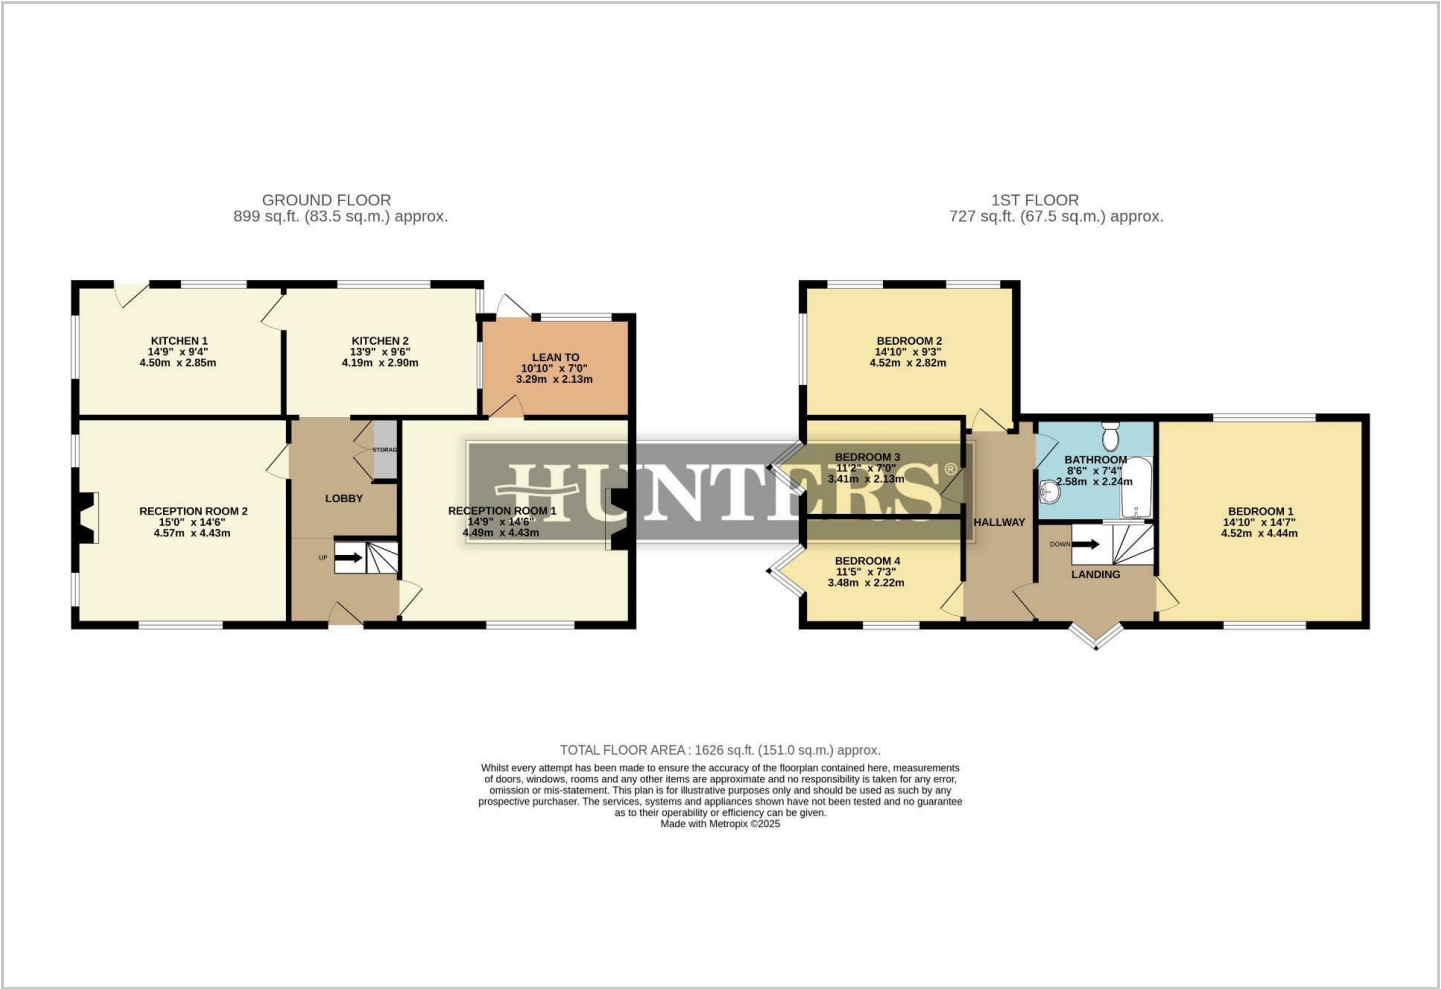 GROUND FLOOR
899 sq.ft. (83.5 sq.m.) approx.
1ST FLOOR
727 sq.ft. (67.5 sq.m.) approx.
KITCHEN 1
14'9" x 9'4"
4.50m x 2.85m
KITCHEN 2
13'9" x 9'6"
4.19m x 2.90m
LEAN TO
10'10" x 7'0"
3.29m x 2.13m
STORAG
LOBBY
UP
RECEPTION ROOM 2
15'0" x 14'6"
4.57m x 4.43m
RECEPTION ROOM 1
14'9" x 14'6"
4.49m x 4.43m
HUNTERS®
BEDROOM 2
14'10" x 9'3"
4.52m x 2.82m
BEDROOM 3
11'2" x 7'0"
3.41m x 2.13m
BEDROOM 4
11'5" x 7'3"
3.48m x 2.22m
HALLWAY
BATHROOM
8'6" x 7'4"
2.58m x 2.24m
DOWN
LANDING
BEDROOM 1
14'10" x 14'7"
4.52m x 4.44m
TOTAL FLOOR AREA : 1626 sq.ft. (151.0 sq.m.) approx.
Whilst every attempt has been made to ensure the accuracy of the floorplan contained here, measurements
of doors, windows, rooms and any other items are approximate and no responsibility is taken for any error,
omission or mis-statement. This plan is for illustrative purposes only and should be used as such by any
prospective purchaser. The services, systems and appliances shown have not been tested and no guarantee
as to their operability or efficiency can be given.
Made with Metropix ©2025